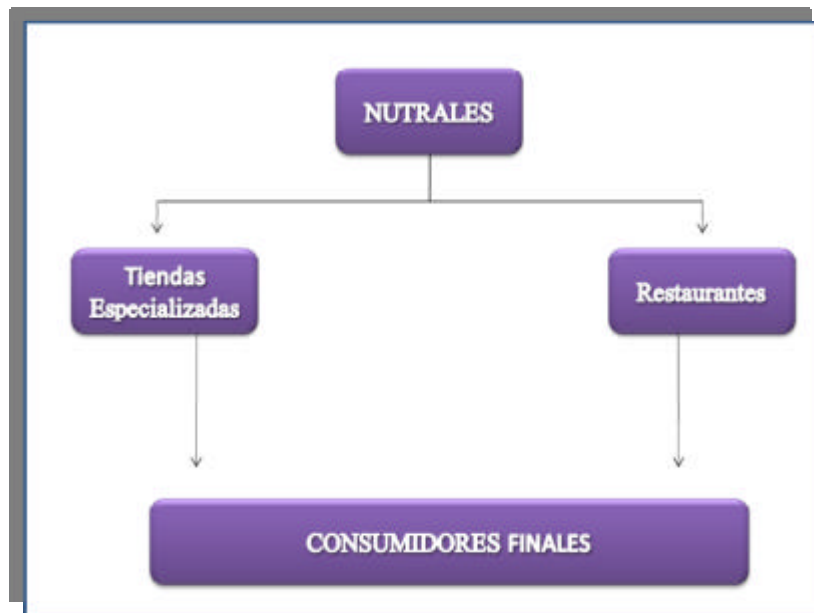 NUTRALES
Tiendas
Especializadas
Restaurantes
CONSUMIDORES FINALES